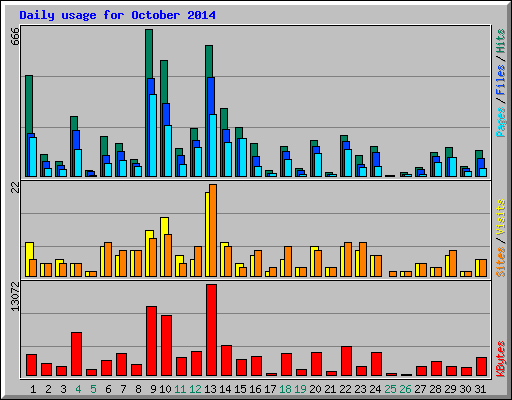 Daily usage for October 2014
666
Pages / Files / Hits
22
Sites / Visits
13072
KBytes
1 2 3 4 5 6 7 8 9 10 11 12 13 14 15 16 17 18 19 20 21 22 23 24 25 26 27 28 29 30 31